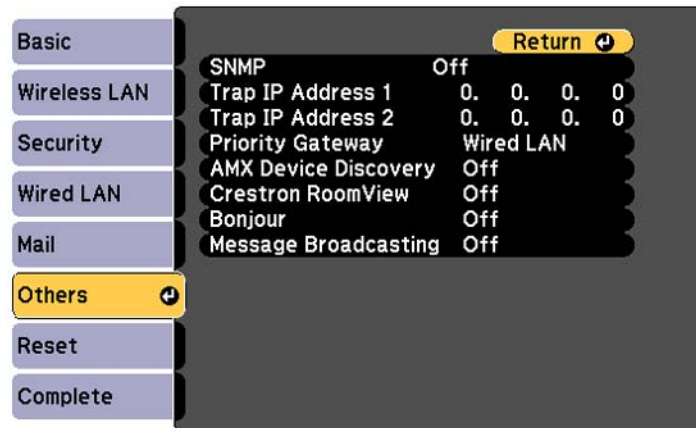 Basic
Wireless LAN
Security
Wired LAN
Mail
Others
Reset
Complete
Return
SNMP Off
Trap IP Address 1 0. 0. 0. 0
Trap IP Address 2 0. 0. 0. 0
Priority Gateway Wired LAN
AMX Device Discovery Off
Crestron RoomView Off
Bonjour Off
Message Broadcasting Off